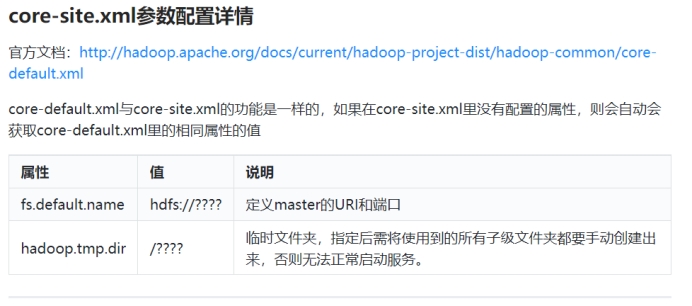 core-site.xml参数配置详情
官方文档：http://hadoop.apache.org/docs/current/hadoop-project-dist/hadoop-common/core-
default.xml
core-default.xml与core-site.xml的功能是一样的，如果在core-site.xml里没有配置的属性，则会自动会
获取core-default.xml里的相同属性的值
属性 值 说明
fs.default.name hdfs://???? 定义master的URI和端口
hadoop.tmp.dir /???? 临时文件夹，指定后需将使用到的所有子级文件夹都要手动创建出
来，否则无法正常启动服务。